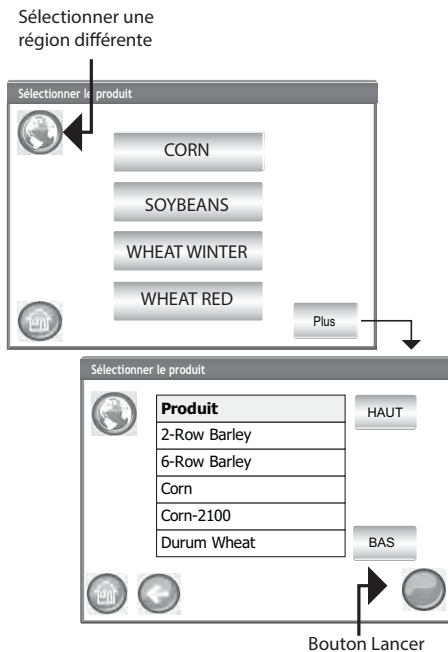 Sélectionner une
région différente
Sélectionner le produit
CORN
SOYBEANS
WHEAT WINTER
WHEAT RED
Plus
Sélectionner le produit
Produit
2-Row Barley
6-Row Barley
Corn
Corn-2100
Durum Wheat
HAUT
BAS
Bouton Lancer